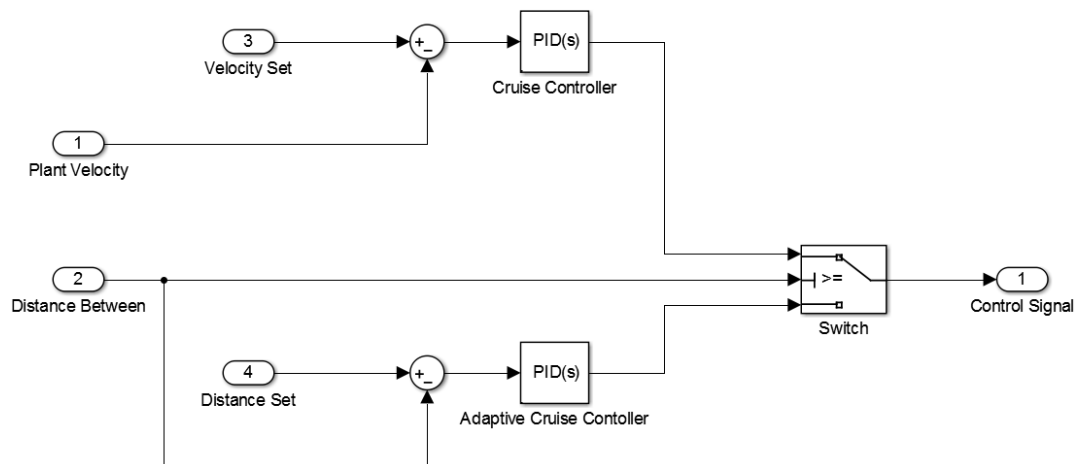 3
Velocity Set
+
−
PID(s)
Cruise Controller
1
Plant Velocity
2
Distance Between
>=
Switch
1
Control Signal
4
Distance Set
+
−
PID(s)
Adaptive Cruise Contoller